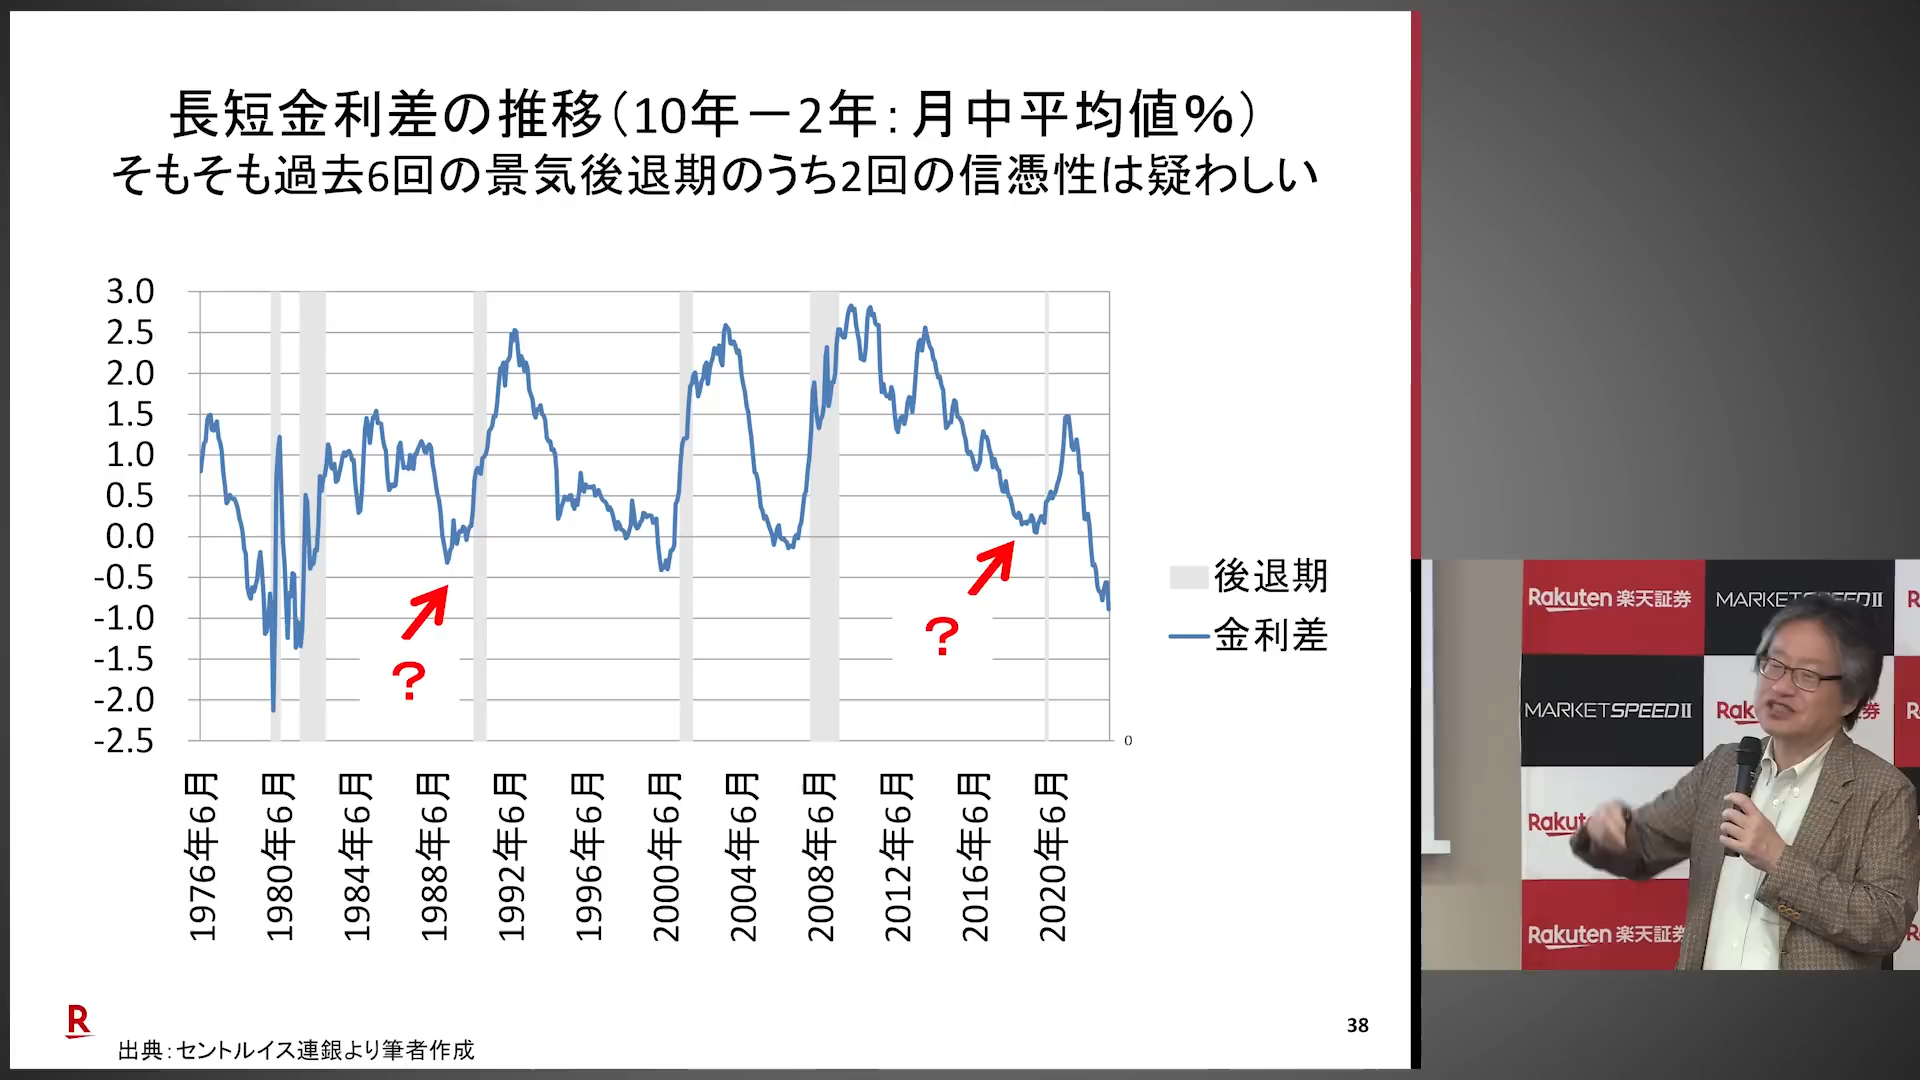 長短金利差の推移（10年－2年：月中平均値％）
そもそも過去6回の景気後退期のうち2回の信憑性は疑わしい
3.0
2.5
2.0
1.5
1.0
0.5
0.0
-0.5
-1.0
-1.5
-2.0
-2.5
?
?
0
1976年6月
1980年6月
1984年6月
1988年6月
1992年6月
1996年6月
2000年6月
2004年6月
2008年6月
2012年6月
2016年6月
2020年6月
後退期
金利差
R
出典：セントルイス連銀より筆者作成
38
Rakuten 楽天証券
MARKETSPEEDⅡ
R
MARKETSPEEDⅡ
Rak
券
R
Rakut
Rakuten 楽天証券